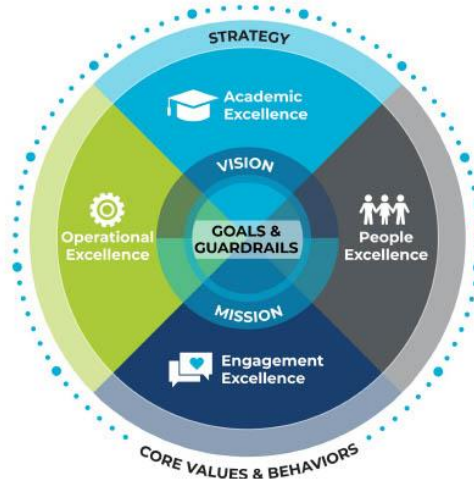 STRATEGY
Academic
Excellence
VISION
Operational
Excellence
GOALS &
GUARDRAILS
People
Excellence
MISSION
Engagement
Excellence
CORE VALUES & BEHAVIORS